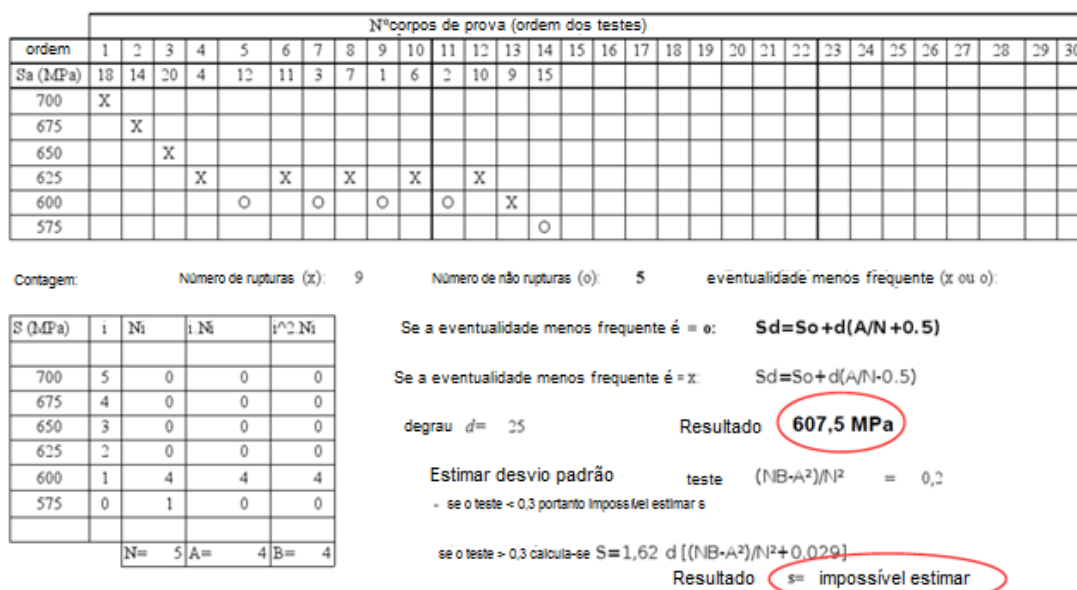 Nºcorpos de prova (ordem dos testes)
ordem 1 2 3 4 5 6 7 8 9 10 11 12 13 14 15 16 17 18 19 20 21 22 23 24 25 26 27 28 29 30
Sa (MPa) 18 14 20 4 12 11 3 7 1 6 2 10 9 15
700 X
675 X
650 X
625 X X X X X
600 O O O O X
575 O
Contagem: Número de rupturas (x): 9 Número de não rupturas (o): 5 eventualidade menos frequente (x ou o):
S (MPa) i Ni i.Ni i^2.Ni
700 5 0 0 0
675 4 0 0 0
650 3 0 0 0
625 2 0 0 0
600 1 4 4 4
575 0 1 0 0
N= 5 A= 4 B= 4
Se a eventualidade menos frequente é = o: Sd=So+d(A/N+0.5)
Se a eventualidade menos frequente é = x: Sd=So+d(A/N-0.5)
degrau d= 25 Resultado 607,5 MPa
Estimar desvio padrão teste (NB-A²)/N² = 0,2
- se o teste < 0,3 portanto impossível estimar s
se o teste > 0,3 calcula-se S=1,62 d [(NB-A²)/N²+0,029]
Resultado s= impossível estimar